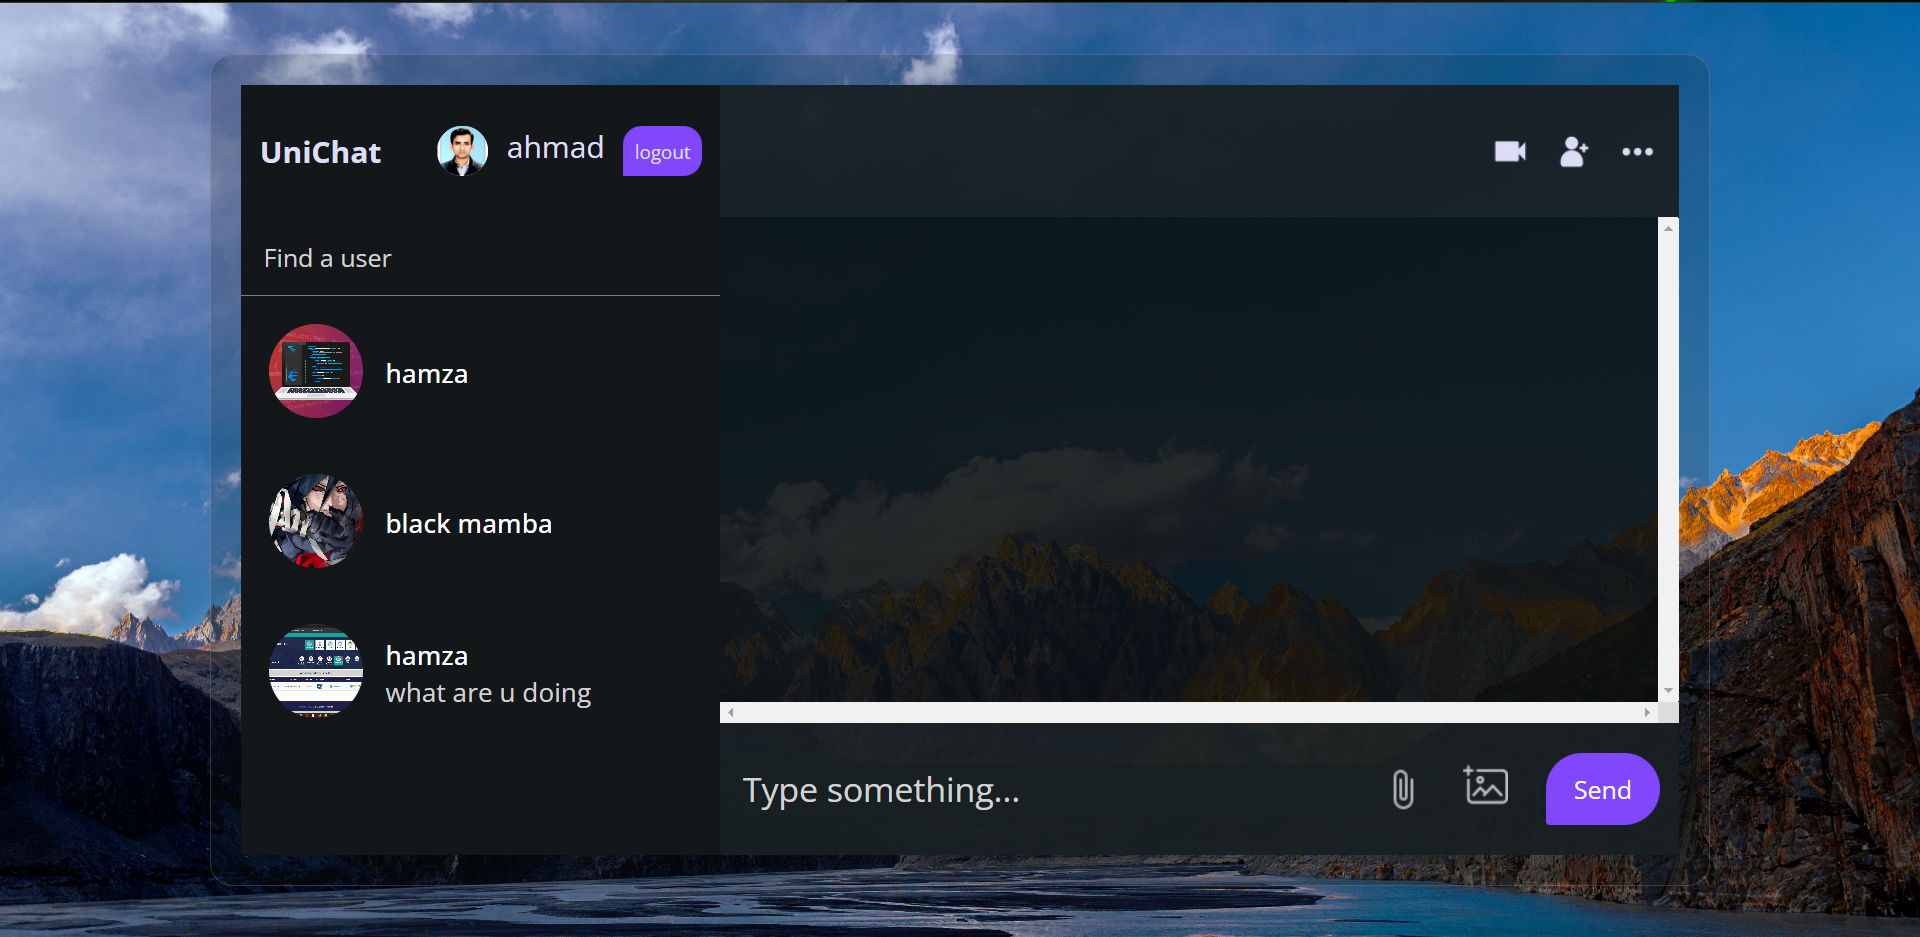 UniChat
ahmad
logout
Find a user
hamza
black mamba
hamza
what are u doing
Type something...
Send